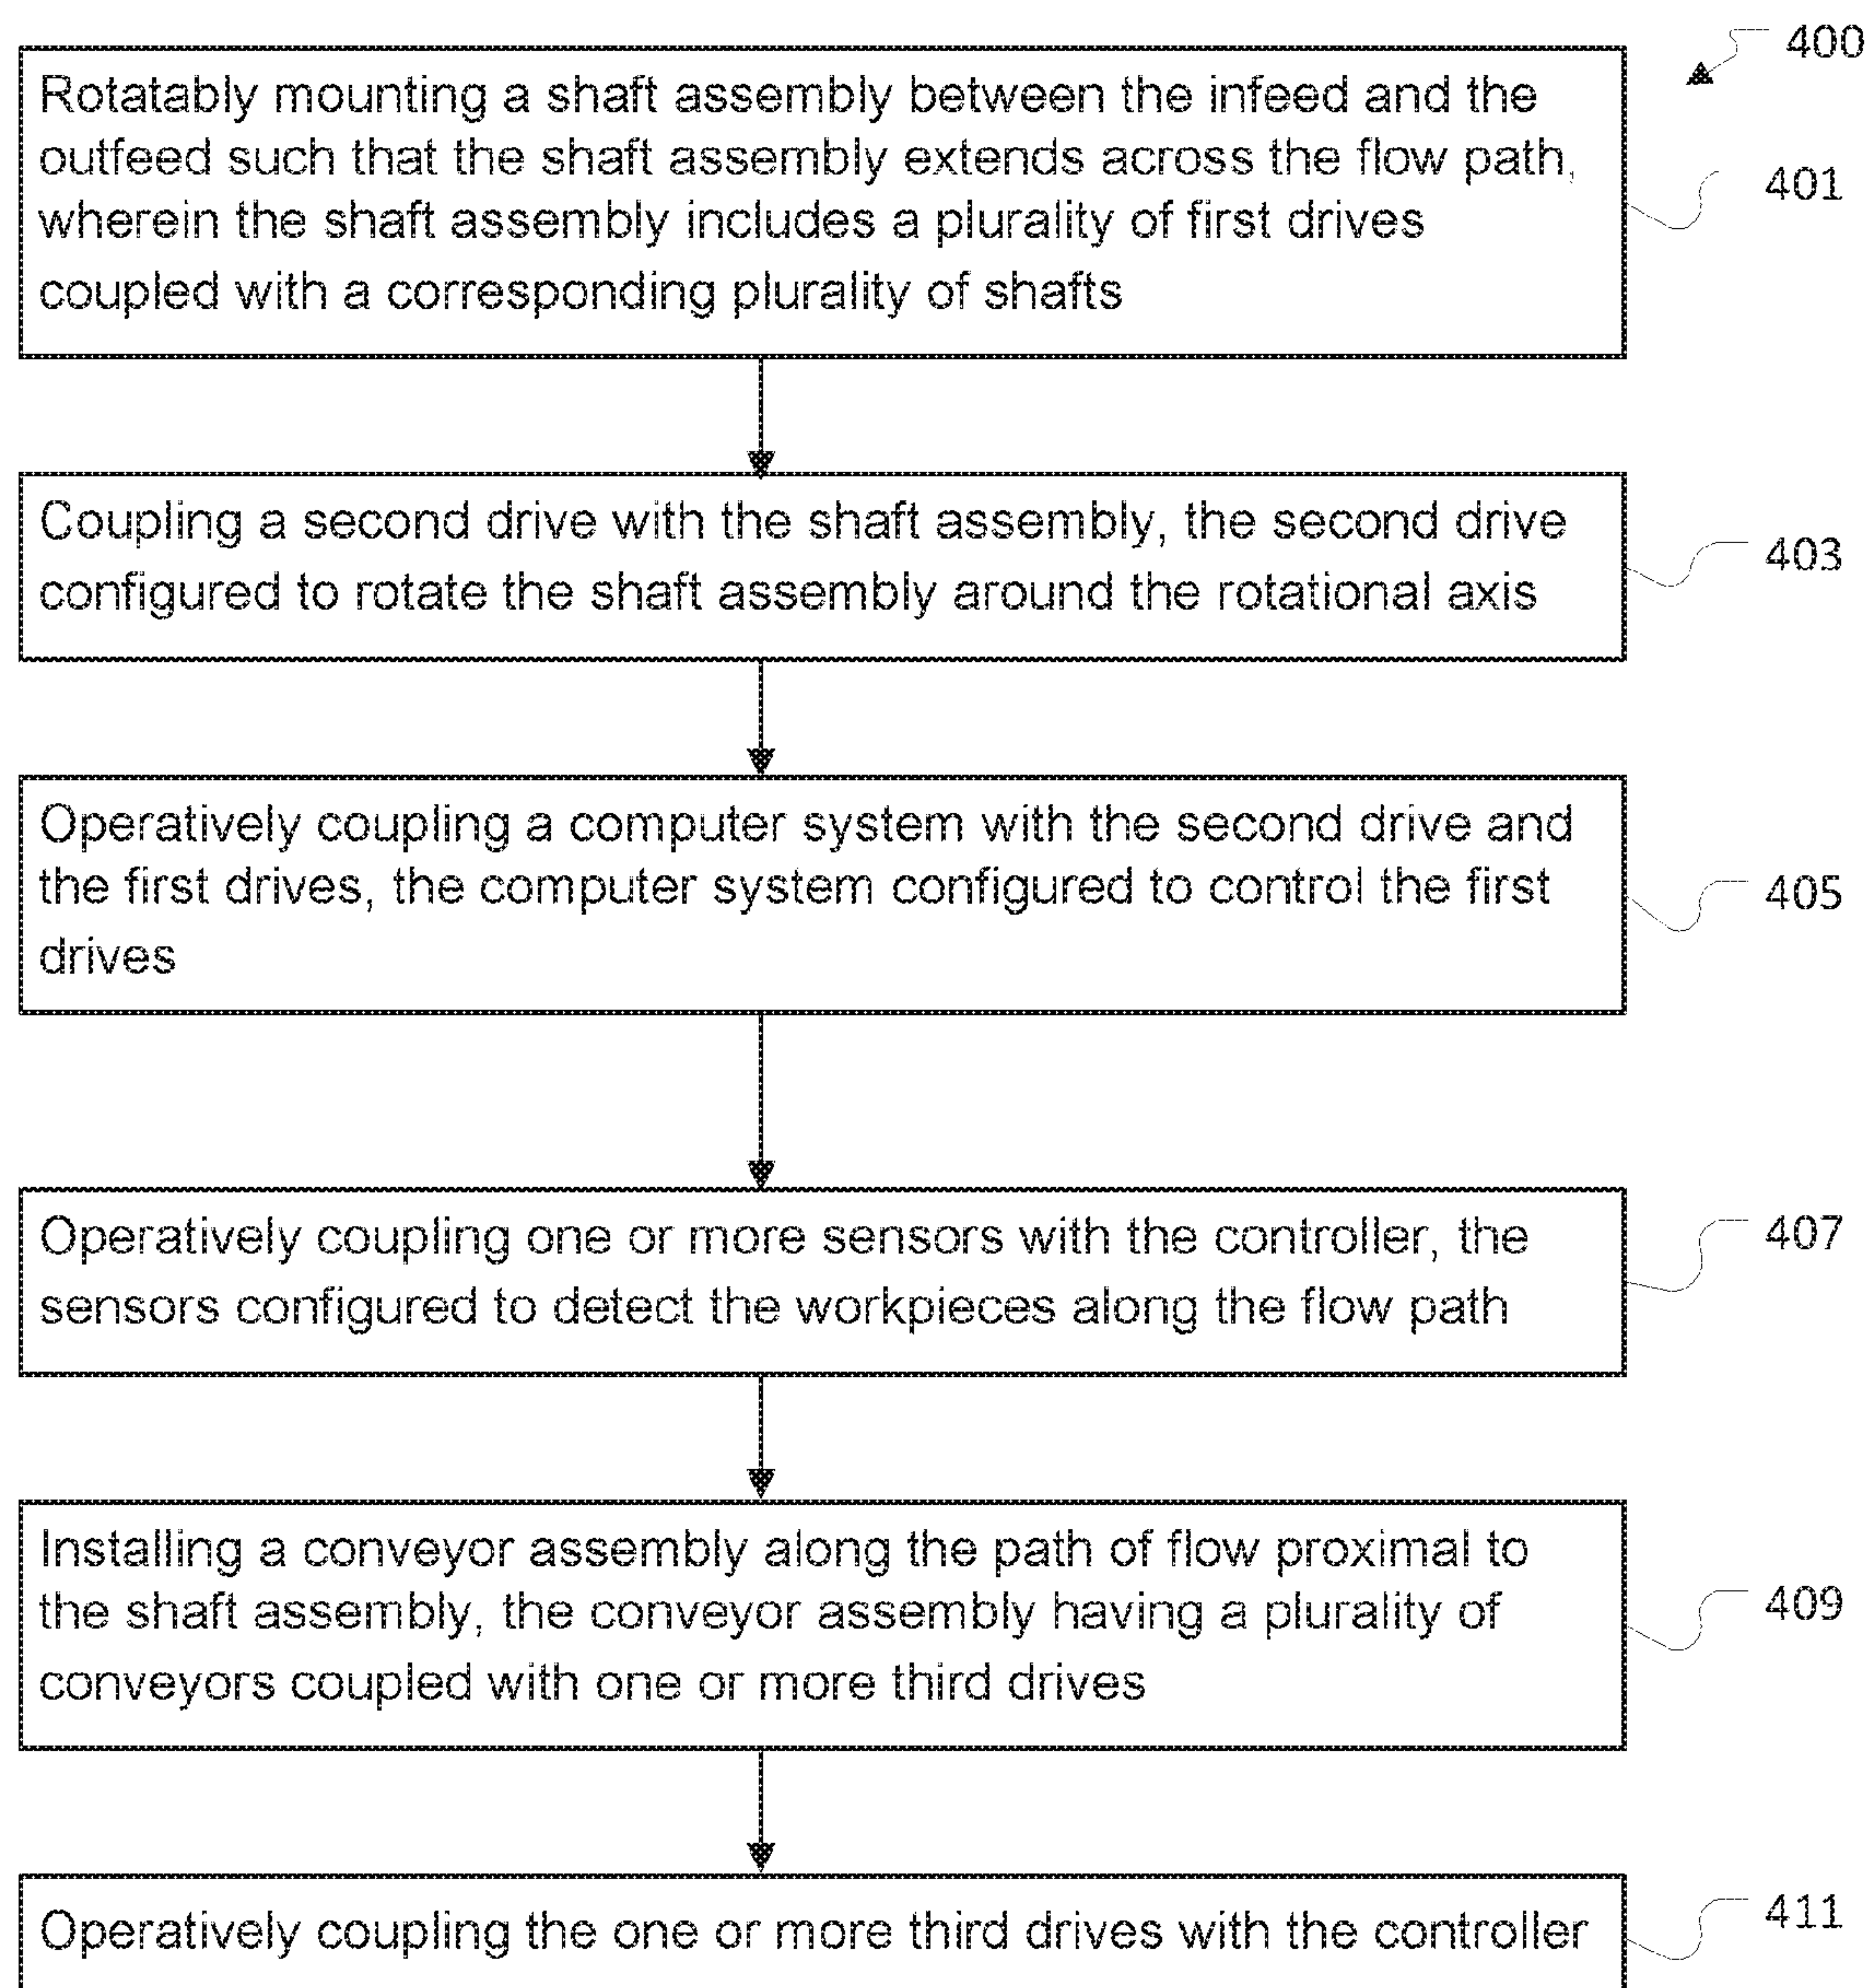 400
Rotatably mounting a shaft assembly between the infeed and the
outfeed such that the shaft assembly extends across the flow path,
wherein the shaft assembly includes a plurality of first drives
coupled with a corresponding plurality of shafts
401
Coupling a second drive with the shaft assembly, the second drive
configured to rotate the shaft assembly around the rotational axis
403
Operatively coupling a computer system with the second drive and
the first drives, the computer system configured to control the first
drives
405
Operatively coupling one or more sensors with the controller, the
sensors configured to detect the workpieces along the flow path
407
Installing a conveyor assembly along the path of flow proximal to
the shaft assembly, the conveyor assembly having a plurality of
conveyors coupled with one or more third drives
409
Operatively coupling the one or more third drives with the controller
411